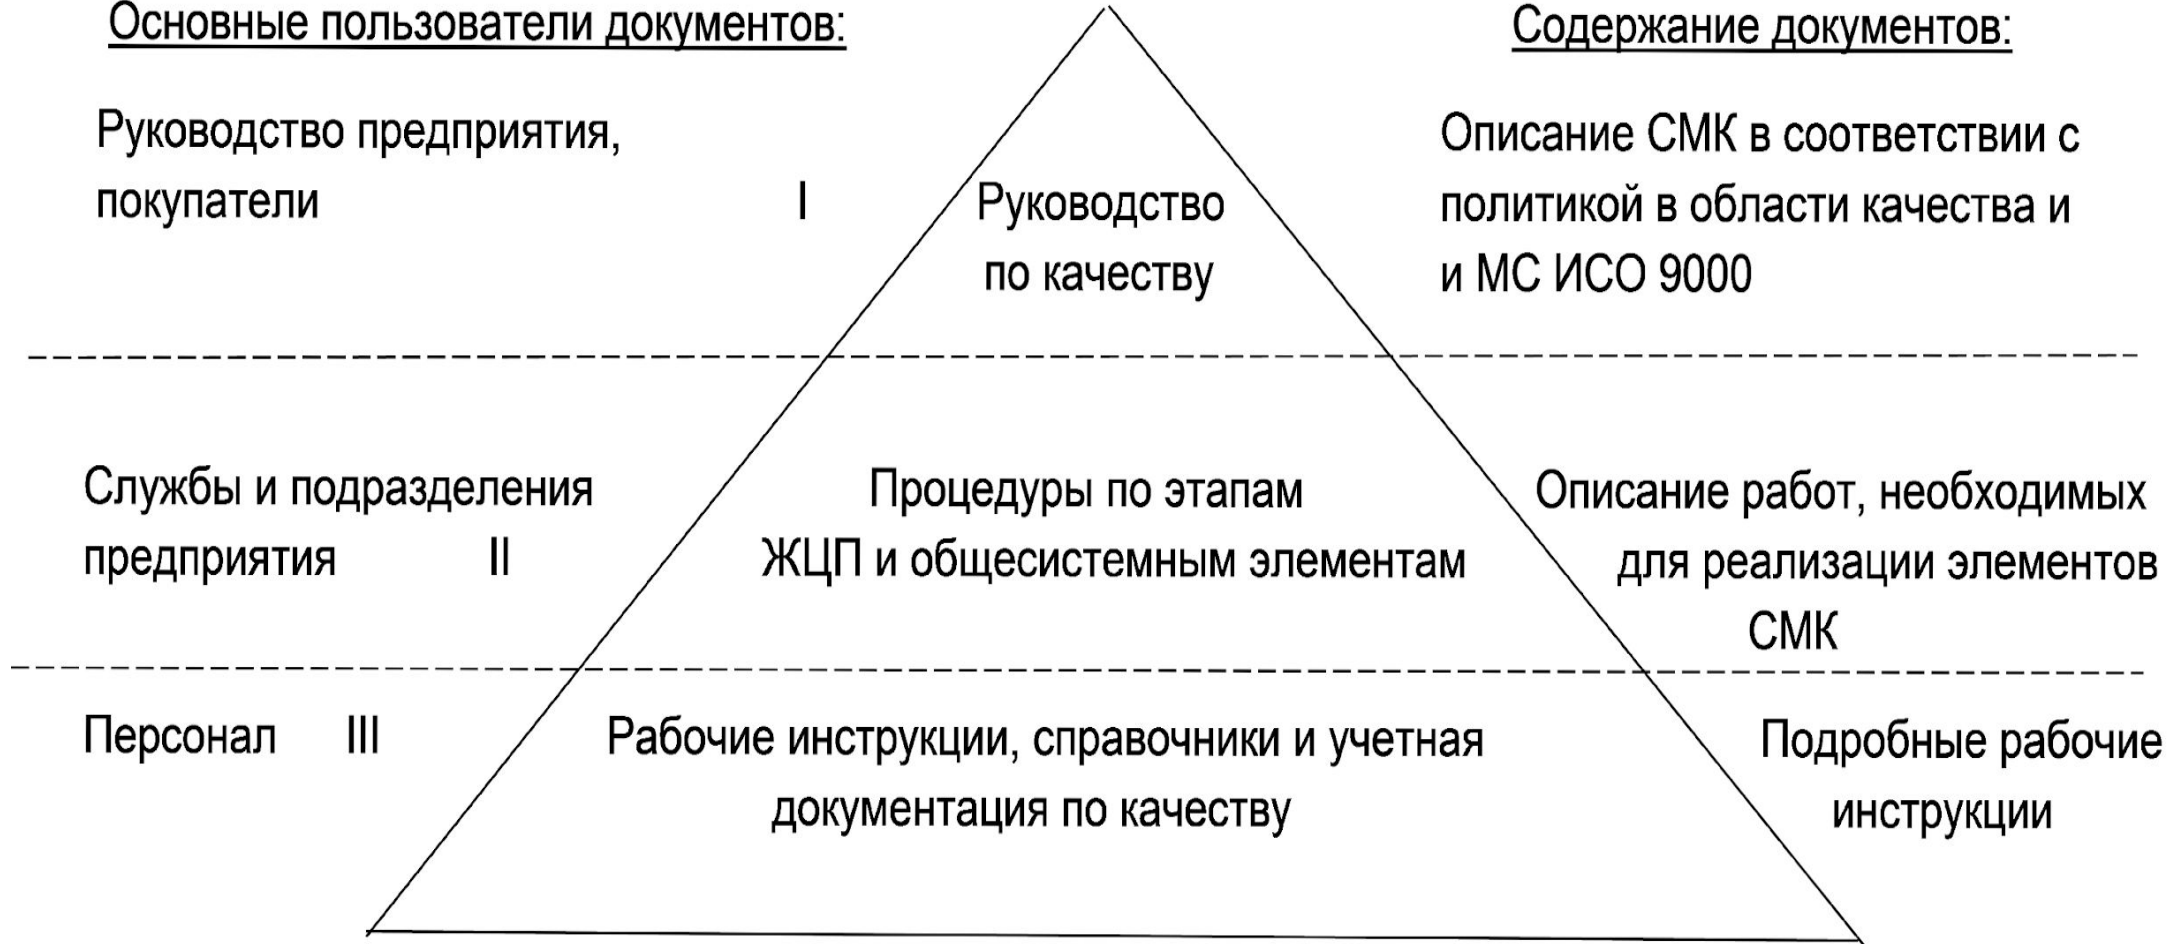 Основные пользователи документов:
Содержание документов:
Руководство предприятия,
покупатели
I
Руководство
по качеству
Описание СМК в соответствии с
политикой в области качества и
и МС ИСО 9000
Службы и подразделения
предприятия
II
Процедуры по этапам
ЖЦП и общесистемным элементам
Описание работ, необходимых
для реализации элементов
СМК
Персонал
III
Рабочие инструкции, справочники и учетная
документация по качеству
Подробные рабочие
инструкции